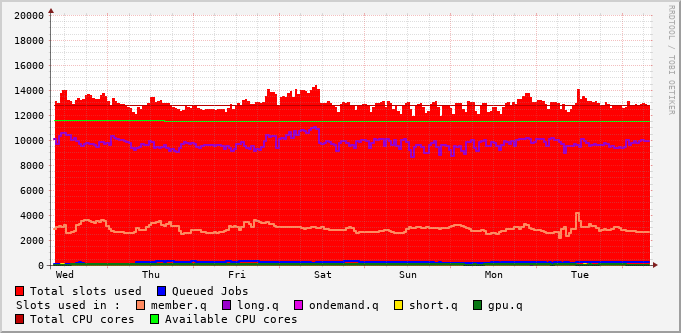 20000
18000
16000
14000
12000
10000
8000
6000
4000
2000
0
Wed Thu Fri Sat Sun Mon Tue
RRDTOOL / TOBI OETIKER
Total slots used Queued Jobs
Slots used in : member.q long.q ondemand.q short.q gpu.q
Total CPU cores Available CPU cores